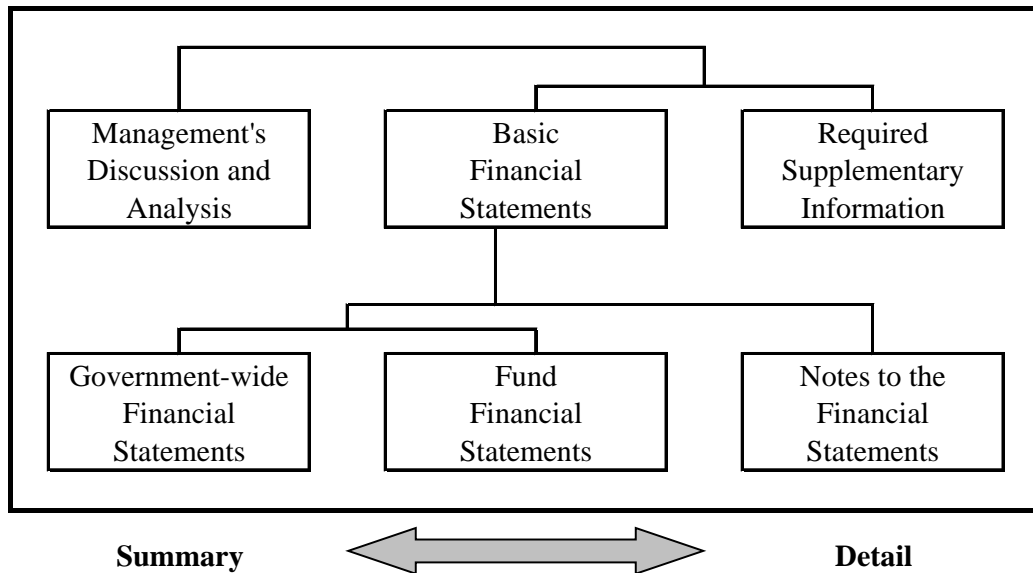 Management's
Discussion and
Analysis
Basic
Financial
Statements
Required
Supplementary
Information
Government-wide
Financial
Statements
Fund
Financial
Statements
Notes to the
Financial
Statements
Summary
Detail